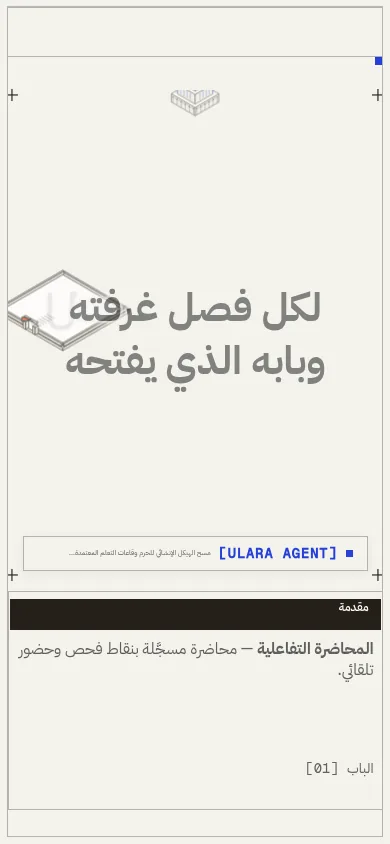 لكل فصل غرفته
وبابه الذي يفتحه
[ULARA AGENT] مسح الهيكل الإنشائي للحرم وقاعات التعلم المعتمدة...
مقدمة
المحاضرة التفاعلية — محاضرة مسجَّلة بنقاط فحص وحضور
تلقائي.
الباب [01]